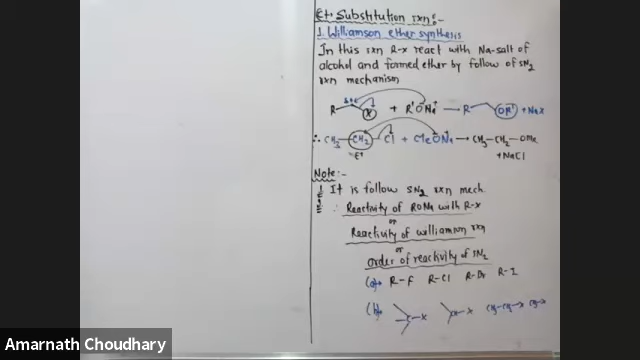 Et Substitution rxn:-
1. Williamson ether synthesis
In this rxn R-x react with Na-salt of
alcohol and formed ether by follow of SN2
rxn mechanism
R X + R'ONa → R OR' + Nax
∴ CH3-CH2-Cl + MeONa → CH3-CH2-OMe
+NaCl
Note:-
It is follow SN2 rxn mech.
∴ Reactivity of RONa with R-X
or
Reactivity of williamson rxn
or
order of reactivity of SN2
(a) R-F R-Cl R-Br R-I
(b) C-X CH-X CH3-CH2-X CH3-X
Amarnath Choudhary